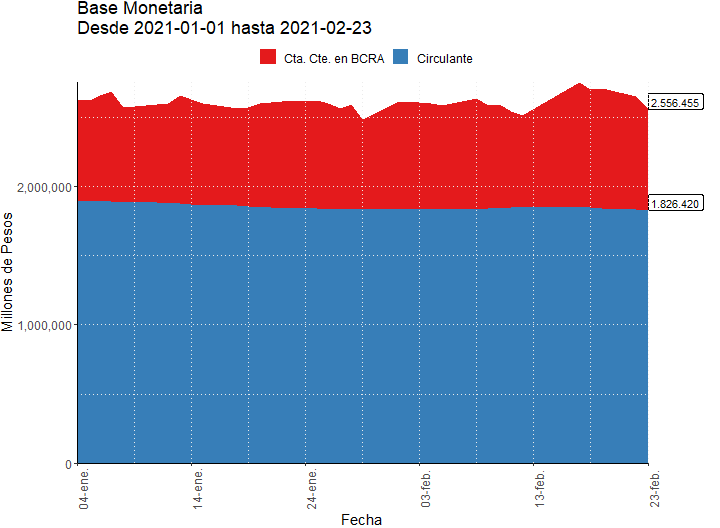 Base Monetaria
Desde 2021-01-01 hasta 2021-02-23
Cta. Cte. en BCRA
Circulante
2.556.455
2,000,000
1.826.420
1,000,000
0
Millones de Pesos
04-ene.
14-ene.
24-ene.
03-feb.
13-feb.
23-feb.
Fecha